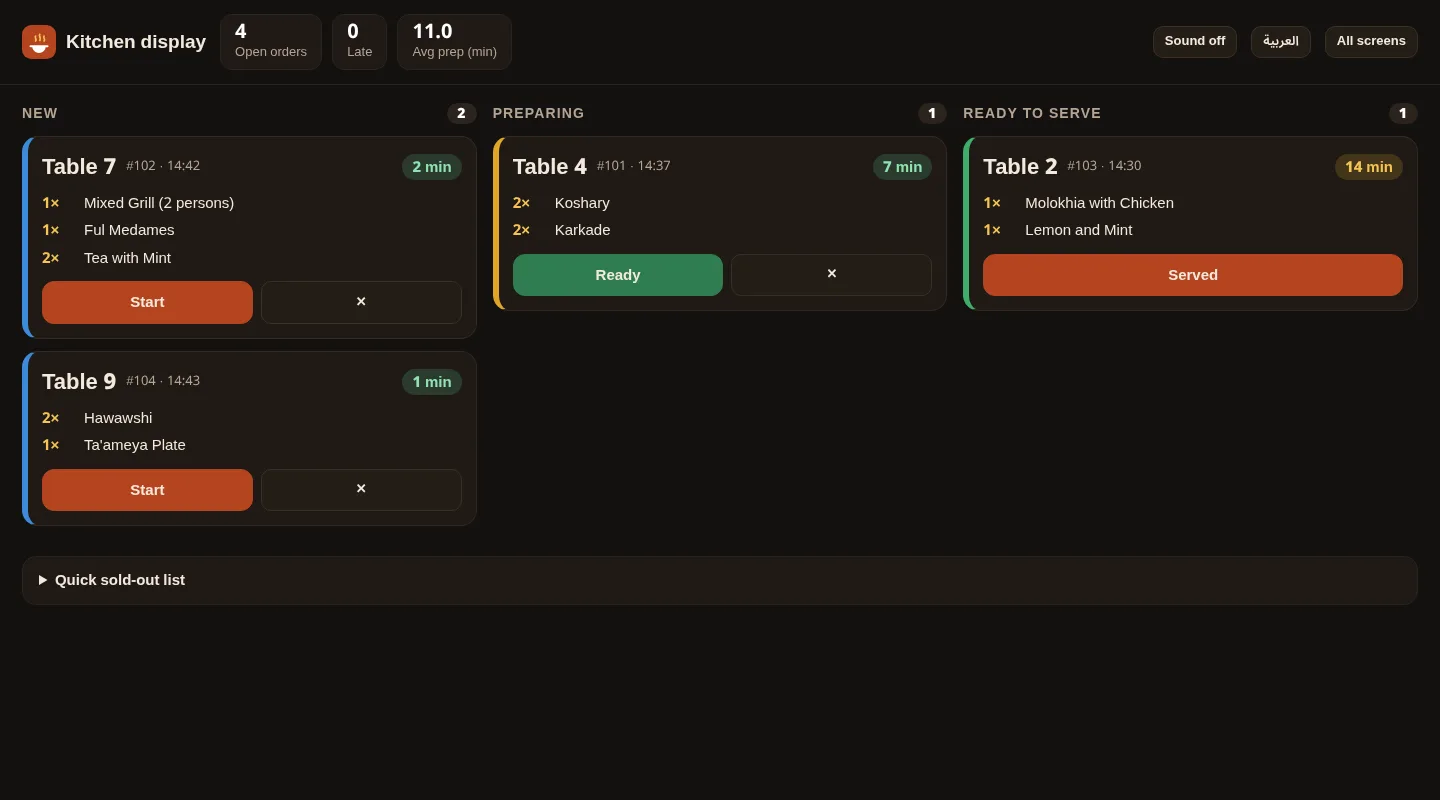 Kitchen display
4
Open orders
0
Late
11.0
Avg prep (min)
Sound off
العربية
All screens
NEW 2
Table 7 #102 · 14:42 2 min
1× Mixed Grill (2 persons)
1× Ful Medames
2× Tea with Mint
Start ×
Table 9 #104 · 14:43 1 min
2× Hawawshi
1× Ta'ameya Plate
Start ×
PREPARING 1
Table 4 #101 · 14:37 7 min
2× Koshary
2× Karkade
Ready ×
READY TO SERVE 1
Table 2 #103 · 14:30 14 min
1× Molokhia with Chicken
1× Lemon and Mint
Served
Quick sold-out list